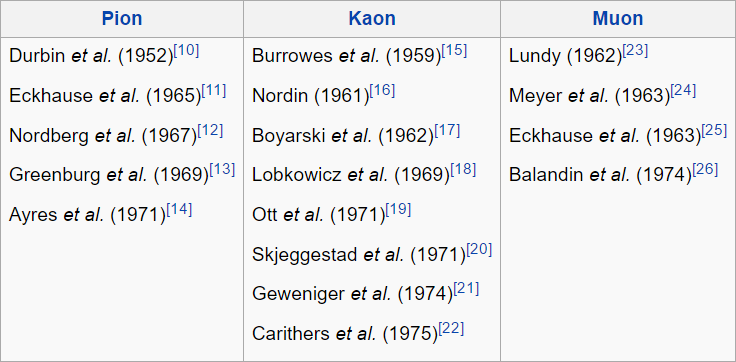 Pion Kaon Muon
Durbin et al. (1952)[10] Burrowes et al. (1959)[15] Lundy (1962)[23]
Eckhause et al. (1965)[11] Nordin (1961)[16] Meyer et al. (1963)[24]
Nordberg et al. (1967)[12] Boyarski et al. (1962)[17] Eckhause et al. (1963)[25]
Greenburg et al. (1969)[13] Lobkowicz et al. (1969)[18] Balandin et al. (1974)[26]
Ayres et al. (1971)[14] Ott et al. (1971)[19]
Skjeggestad et al. (1971)[20]
Geweniger et al. (1974)[21]
Carithers et al. (1975)[22]